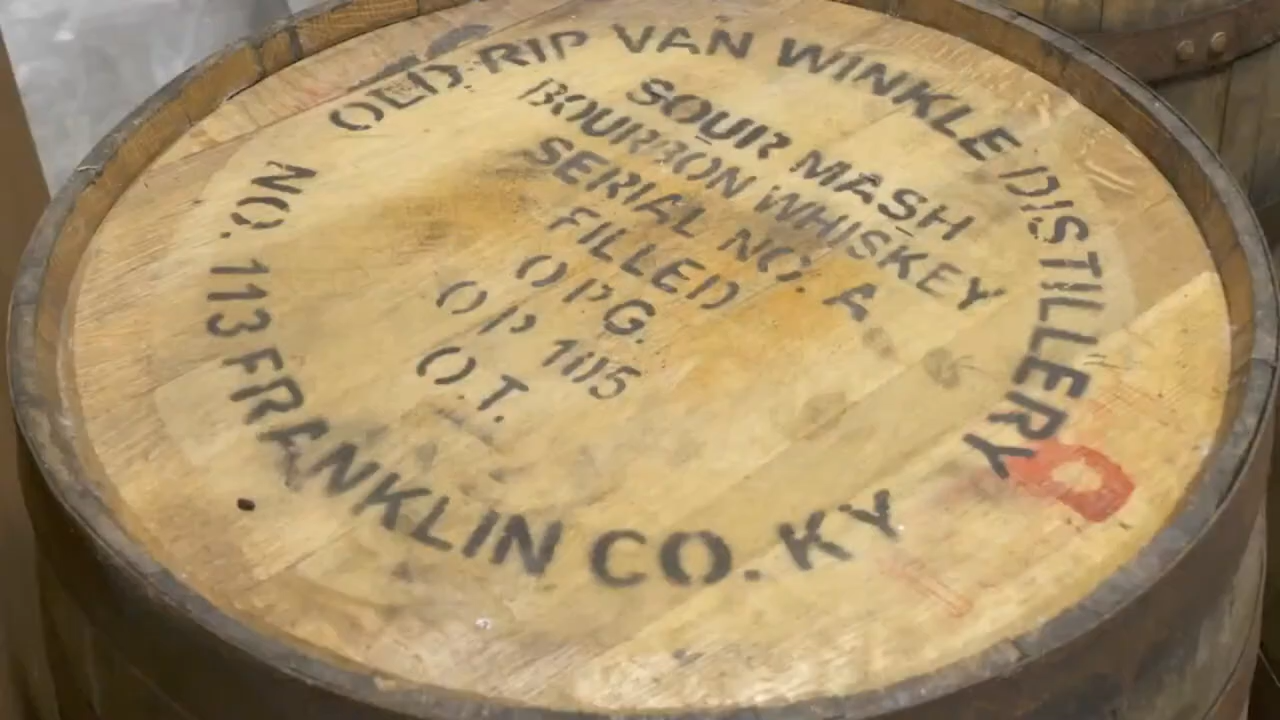 OLD RIP VAN WINKLE DISTILLERY
NO. 113 FRANKLIN CO. KY
SOUR MASH
BOURBON WHISKEY
SERIAL NO. A
FILLED
O P G.
O P 105
O.T.